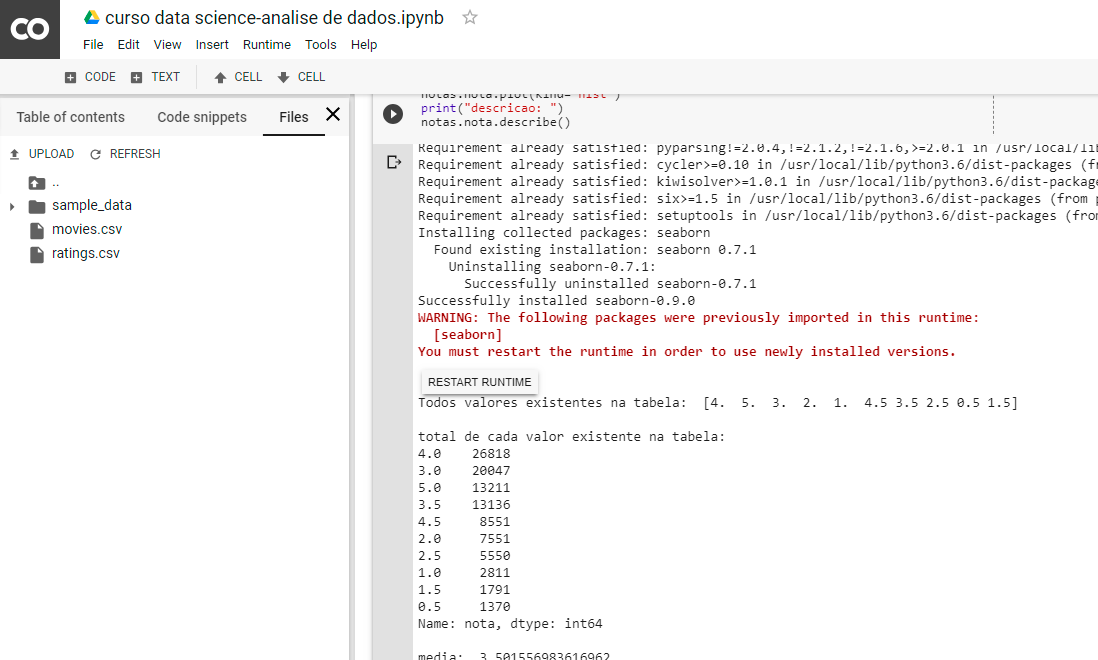 CO
curso data science-analise de dados.ipynb
File Edit View Insert Runtime Tools Help
CODE TEXT CELL CELL
Table of contents Code snippets Files
UPLOAD REFRESH
..
sample_data
movies.csv
ratings.csv
notas.nota.plot(kind="hist")
print("descricao: ")
notas.nota.describe()
Requirement already satisfied: pyparsing!=2.0.4,!=2.1.2,!=2.1.6,>=2.0.1 in /usr/local/lib
Requirement already satisfied: cycler>=0.10 in /usr/local/lib/python3.6/dist-packages (f
Requirement already satisfied: kiwisolver>=1.0.1 in /usr/local/lib/python3.6/dist-package
Requirement already satisfied: six>=1.5 in /usr/local/lib/python3.6/dist-packages (from p
Requirement already satisfied: setuptools in /usr/local/lib/python3.6/dist-packages (fro
Installing collected packages: seaborn
Found existing installation: seaborn 0.7.1
Uninstalling seaborn-0.7.1:
Successfully uninstalled seaborn-0.7.1
Successfully installed seaborn-0.9.0
WARNING: The following packages were previously imported in this runtime:
[seaborn]
You must restart the runtime in order to use newly installed versions.
RESTART RUNTIME
Todos valores existentes na tabela: [4. 5. 3. 2. 1. 4.5 3.5 2.5 0.5 1.5]
total de cada valor existente na tabela:
4.0 26818
3.0 20047
5.0 13211
3.5 13136
4.5 8551
2.0 7551
2.5 5550
1.0 2811
1.5 1791
0.5 1370
Name: nota, dtype: int64
media: 3.501556983616962